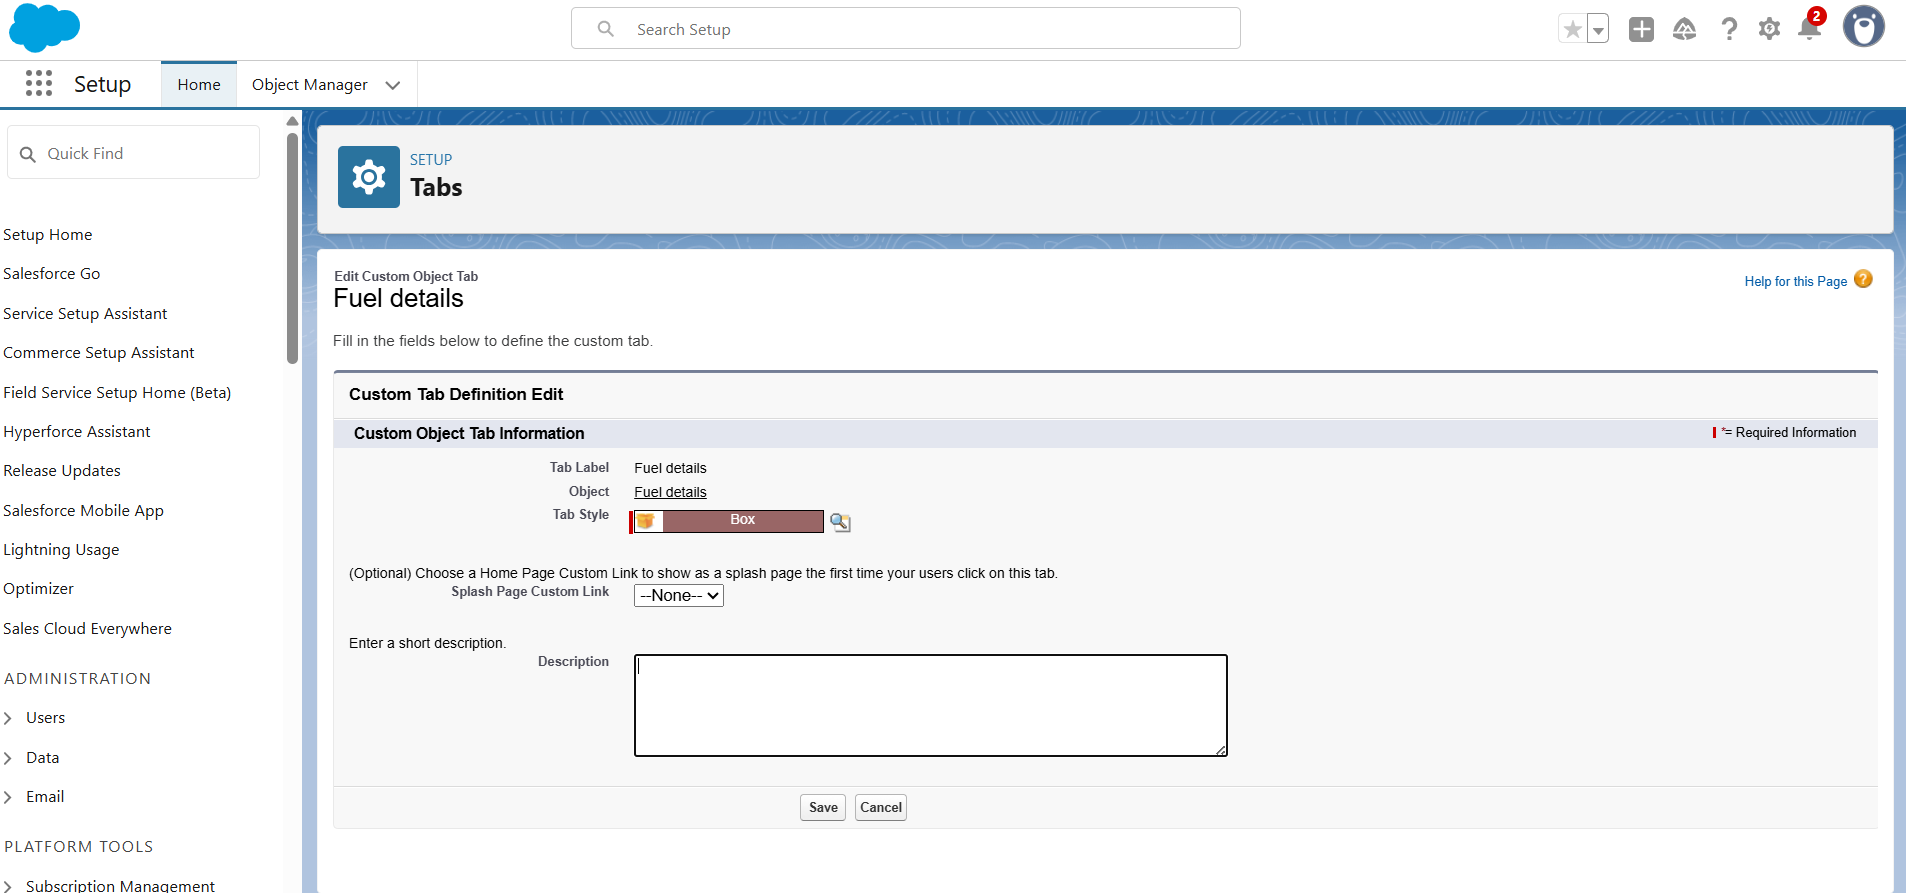 Search Setup
2
Setup
Home
Object Manager
Quick Find
Setup Home
Salesforce Go
Service Setup Assistant
Commerce Setup Assistant
Field Service Setup Home (Beta)
Hyperforce Assistant
Release Updates
Salesforce Mobile App
Lightning Usage
Optimizer
Sales Cloud Everywhere
ADMINISTRATION
Users
Data
Email
PLATFORM TOOLS
Subscription Management
SETUP
Tabs
Edit Custom Object Tab
Fuel details
Help for this Page ?
Fill in the fields below to define the custom tab.
Custom Tab Definition Edit
Custom Object Tab Information
*= Required Information
Tab Label Fuel details
Object Fuel details
Tab Style Box
(Optional) Choose a Home Page Custom Link to show as a splash page the first time your users click on this tab.
Splash Page Custom Link --None--
Enter a short description.
Description
Save Cancel